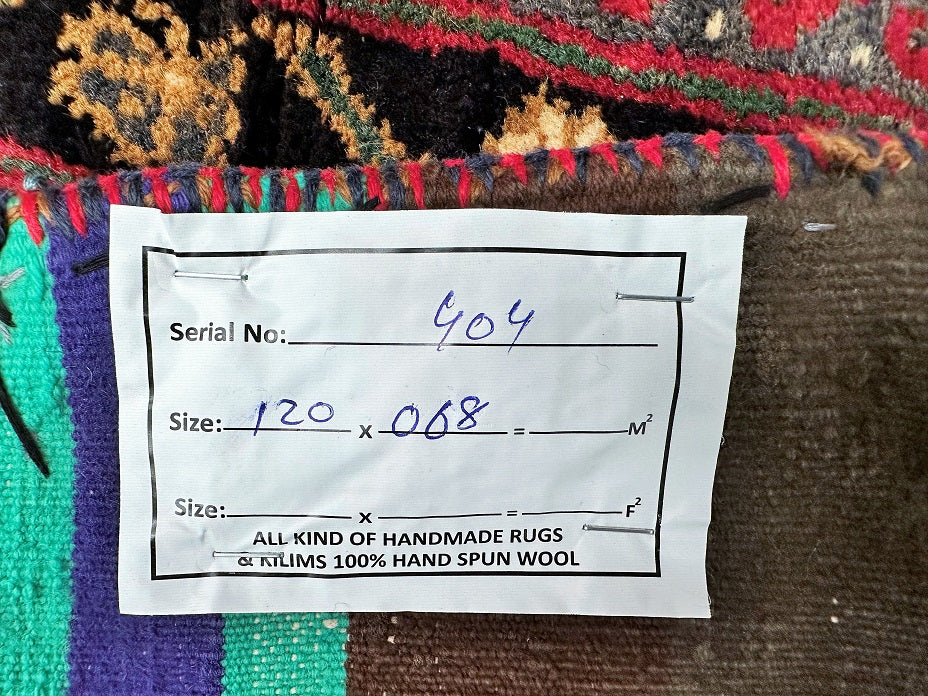 Serial No: 404
Size: 120 x 068 = M²
Size: x = F²
ALL KIND OF HANDMADE RUGS
& KILIMS 100% HAND SPUN WOOL